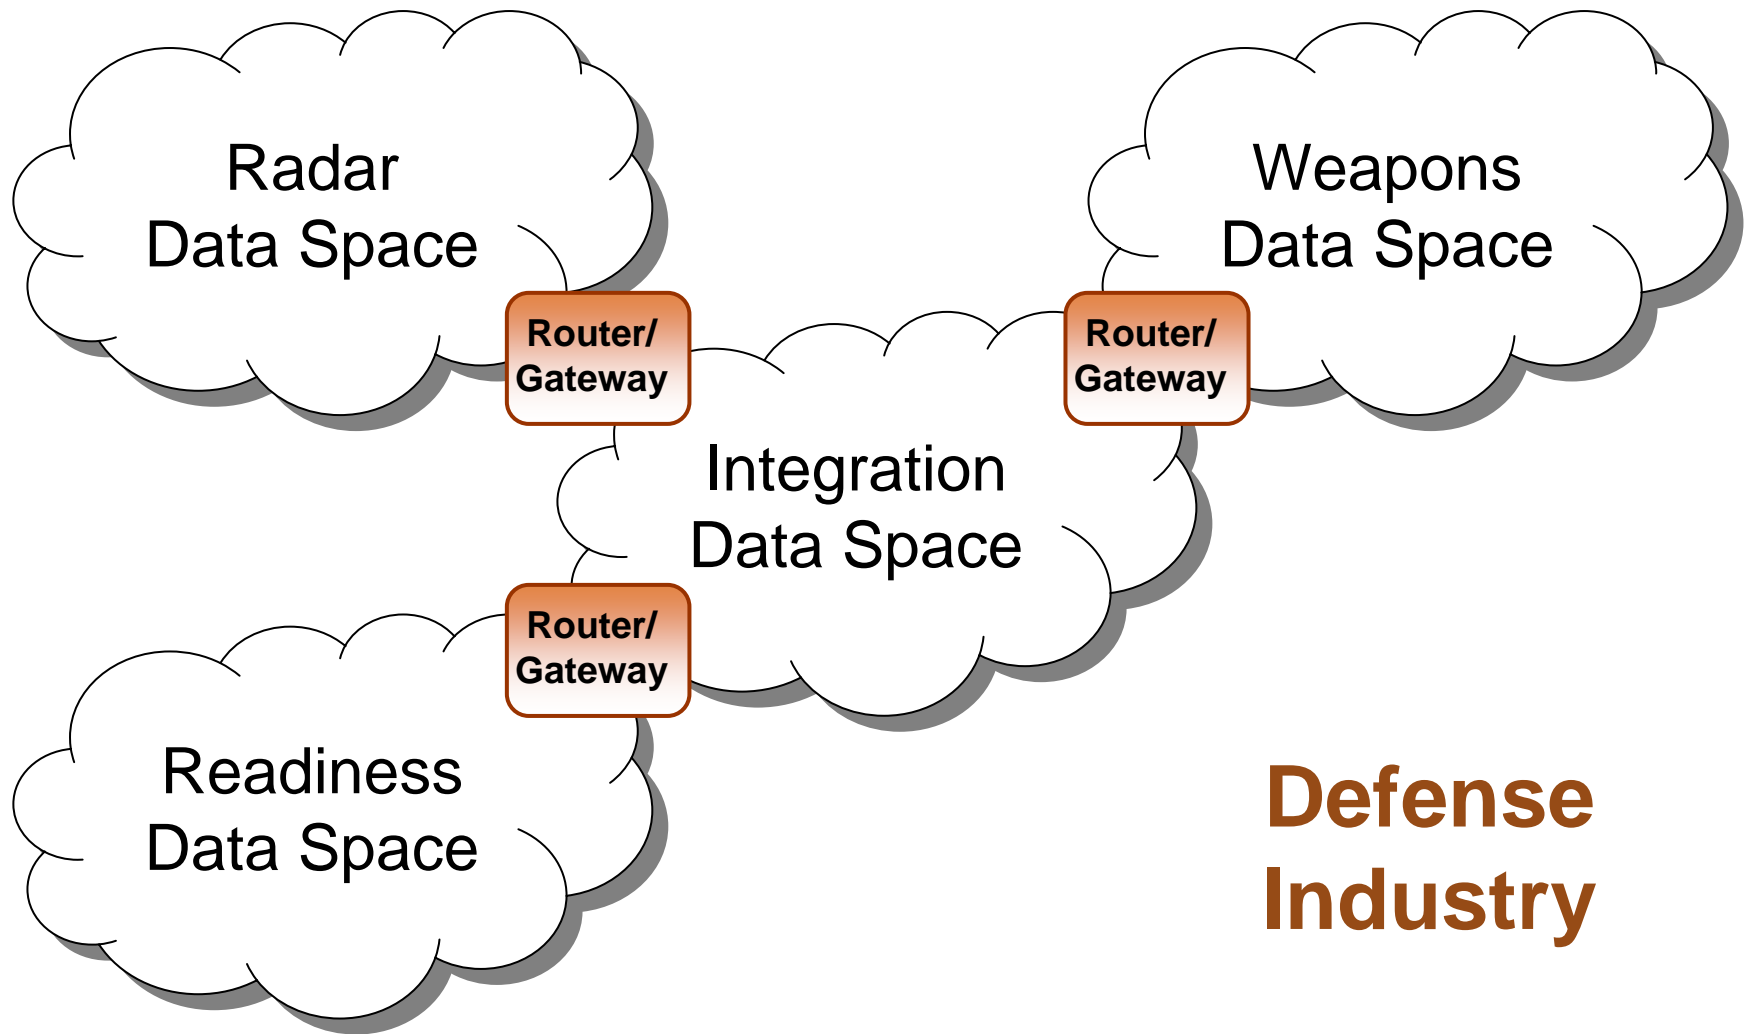 Radar
Data Space
Weapons
Data Space
Router/
Gateway
Router/
Gateway
Integration
Data Space
Router/
Gateway
Readiness
Data Space
Defense
Industry